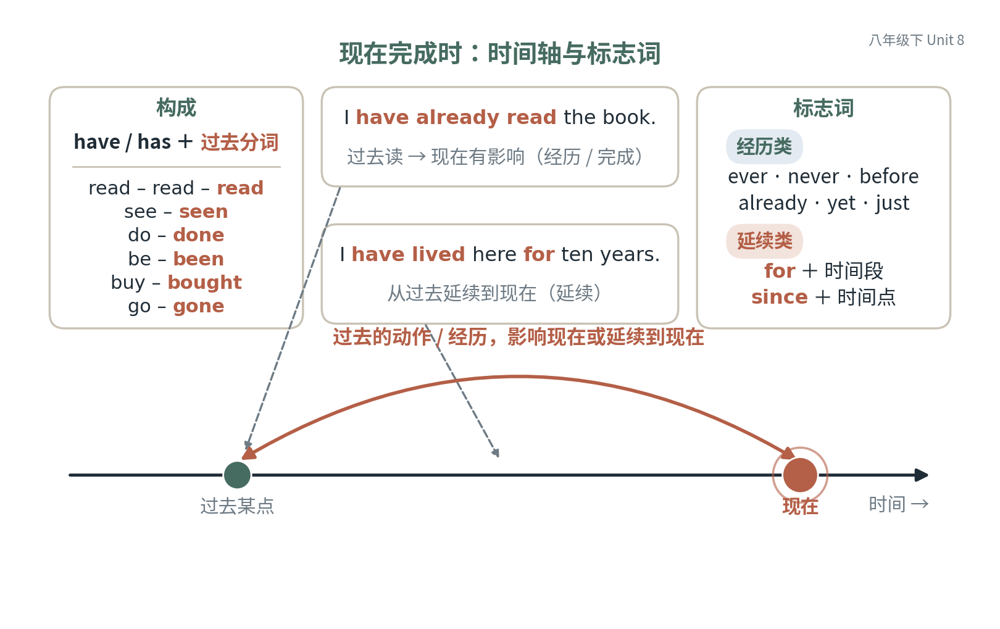 现在完成时：时间轴与标志词
八年级下 Unit 8
构成
have / has ＋ 过去分词
read – read – read
see – seen
do – done
be – been
buy – bought
go – gone
I have already read the book.
过去读 → 现在有影响（经历 / 完成）
I have lived here for ten years.
从过去延续到现在（延续）
标志词
经历类
ever · never · before
already · yet · just
延续类
for ＋ 时间段
since ＋ 时间点
过去的动作 / 经历，影响现在或延续到现在
过去某点
现在
时间 →